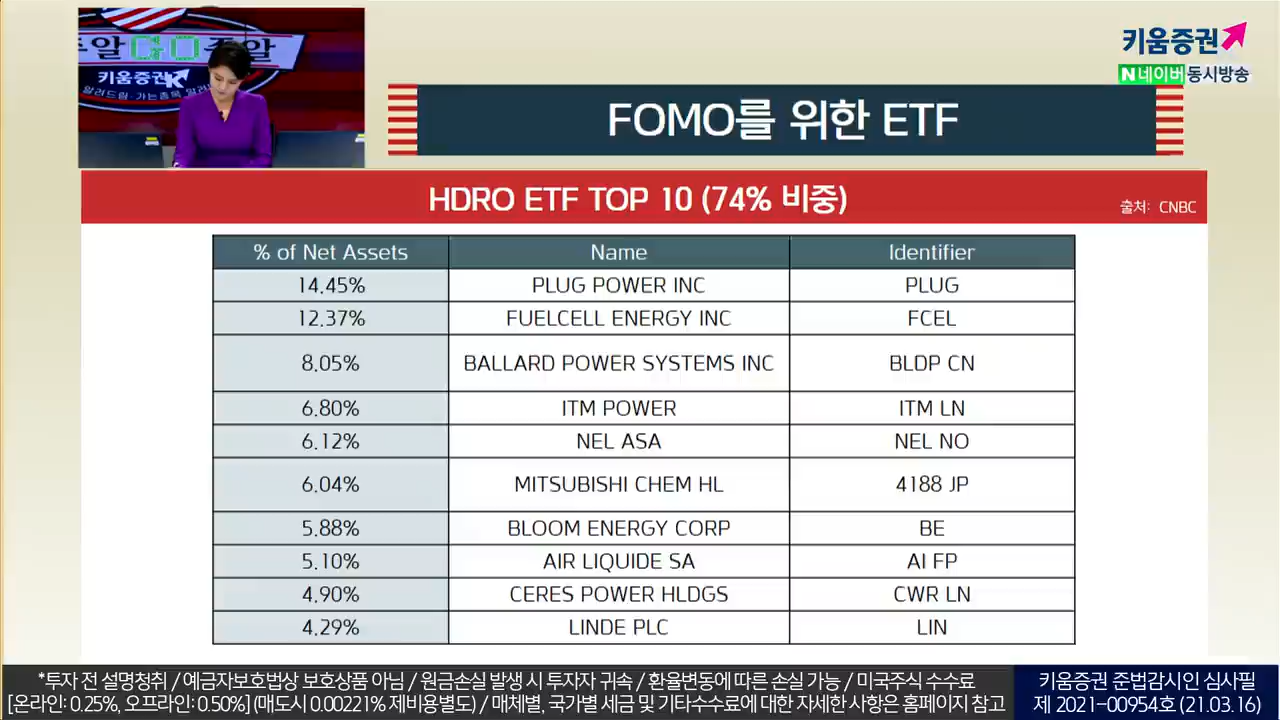 주알GO주알
키움증권
키움증권
N네이버동시방송
FOMO를 위한 ETF
HDRO ETF TOP 10 (74% 비중)
출처: CNBC
% of Net Assets Name Identifier
14.45% PLUG POWER INC PLUG
12.37% FUELCELL ENERGY INC FCEL
8.05% BALLARD POWER SYSTEMS INC BLDP CN
6.80% ITM POWER ITM LN
6.12% NEL ASA NEL NO
6.04% MITSUBISHI CHEM HL 4188 JP
5.88% BLOOM ENERGY CORP BE
5.10% AIR LIQUIDE SA AI FP
4.90% CERES POWER HLDGS CWR LN
4.29% LINDE PLC LIN
*투자 전 설명청취 / 예금자보호법상 보호상품 아님 / 원금손실 발생 시 투자자 귀속 / 환율변동에 따른 손실 가능 / 미국주식 수수료
[온라인: 0.25%, 오프라인: 0.50%] (매도시 0.00221% 제비용별도) / 매체별, 국가별 세금 및 기타수수료에 대한 자세한 사항은 홈페이지 참고
키움증권 준법감시인 심사필
제 2021-00954호 (21.03.16)